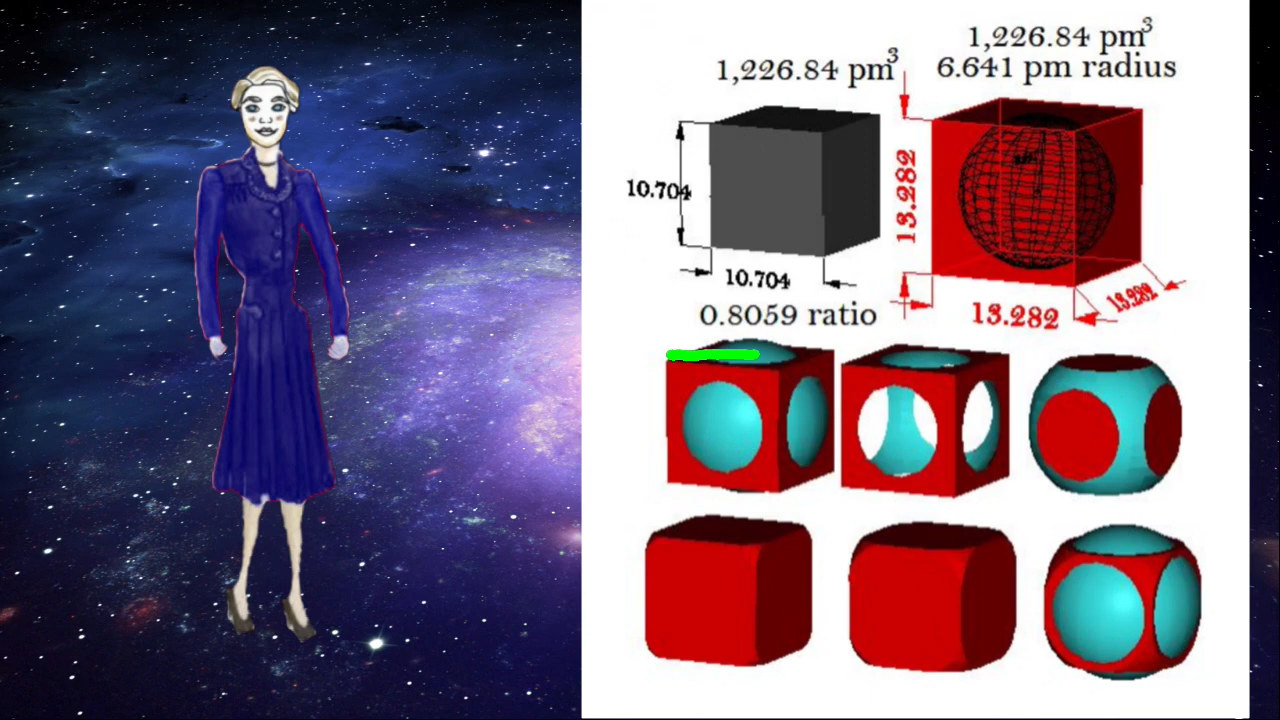 1,226.84 pm³
6.641 pm radius
1,226.84 pm³
10.704
13.282
10.704
13.282
13.282
0.8059 ratio